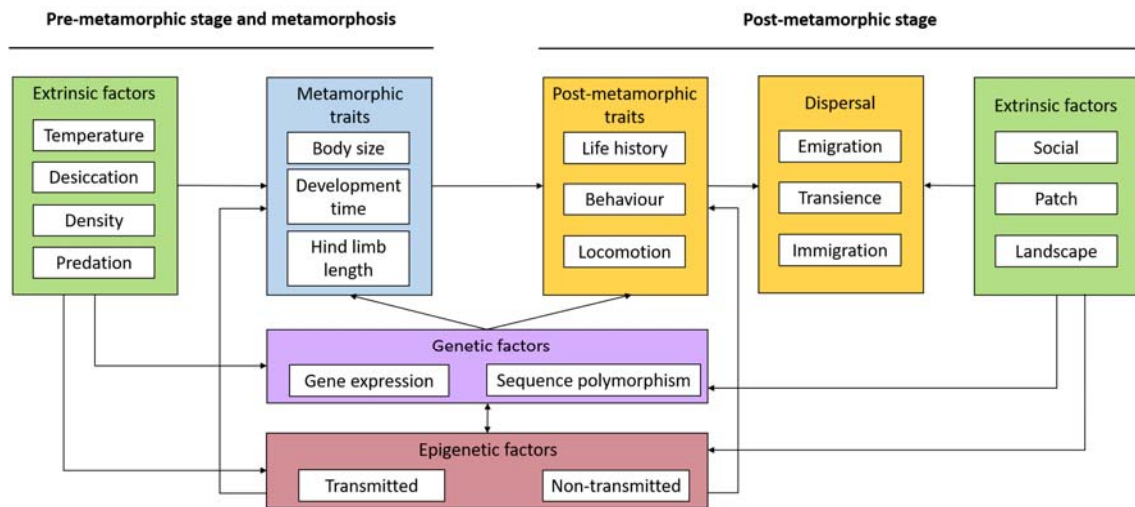 Pre-metamorphic stage and metamorphosis
Post-metamorphic stage
Extrinsic factors
Temperature
Desiccation
Density
Predation
Metamorphic
traits
Body size
Development
time
Hind limb
length
Post-metamorphic
traits
Life history
Behaviour
Locomotion
Dispersal
Emigration
Transience
Immigration
Extrinsic factors
Social
Patch
Landscape
Genetic factors
Gene expression
Sequence polymorphism
Epigenetic factors
Transmitted
Non-transmitted